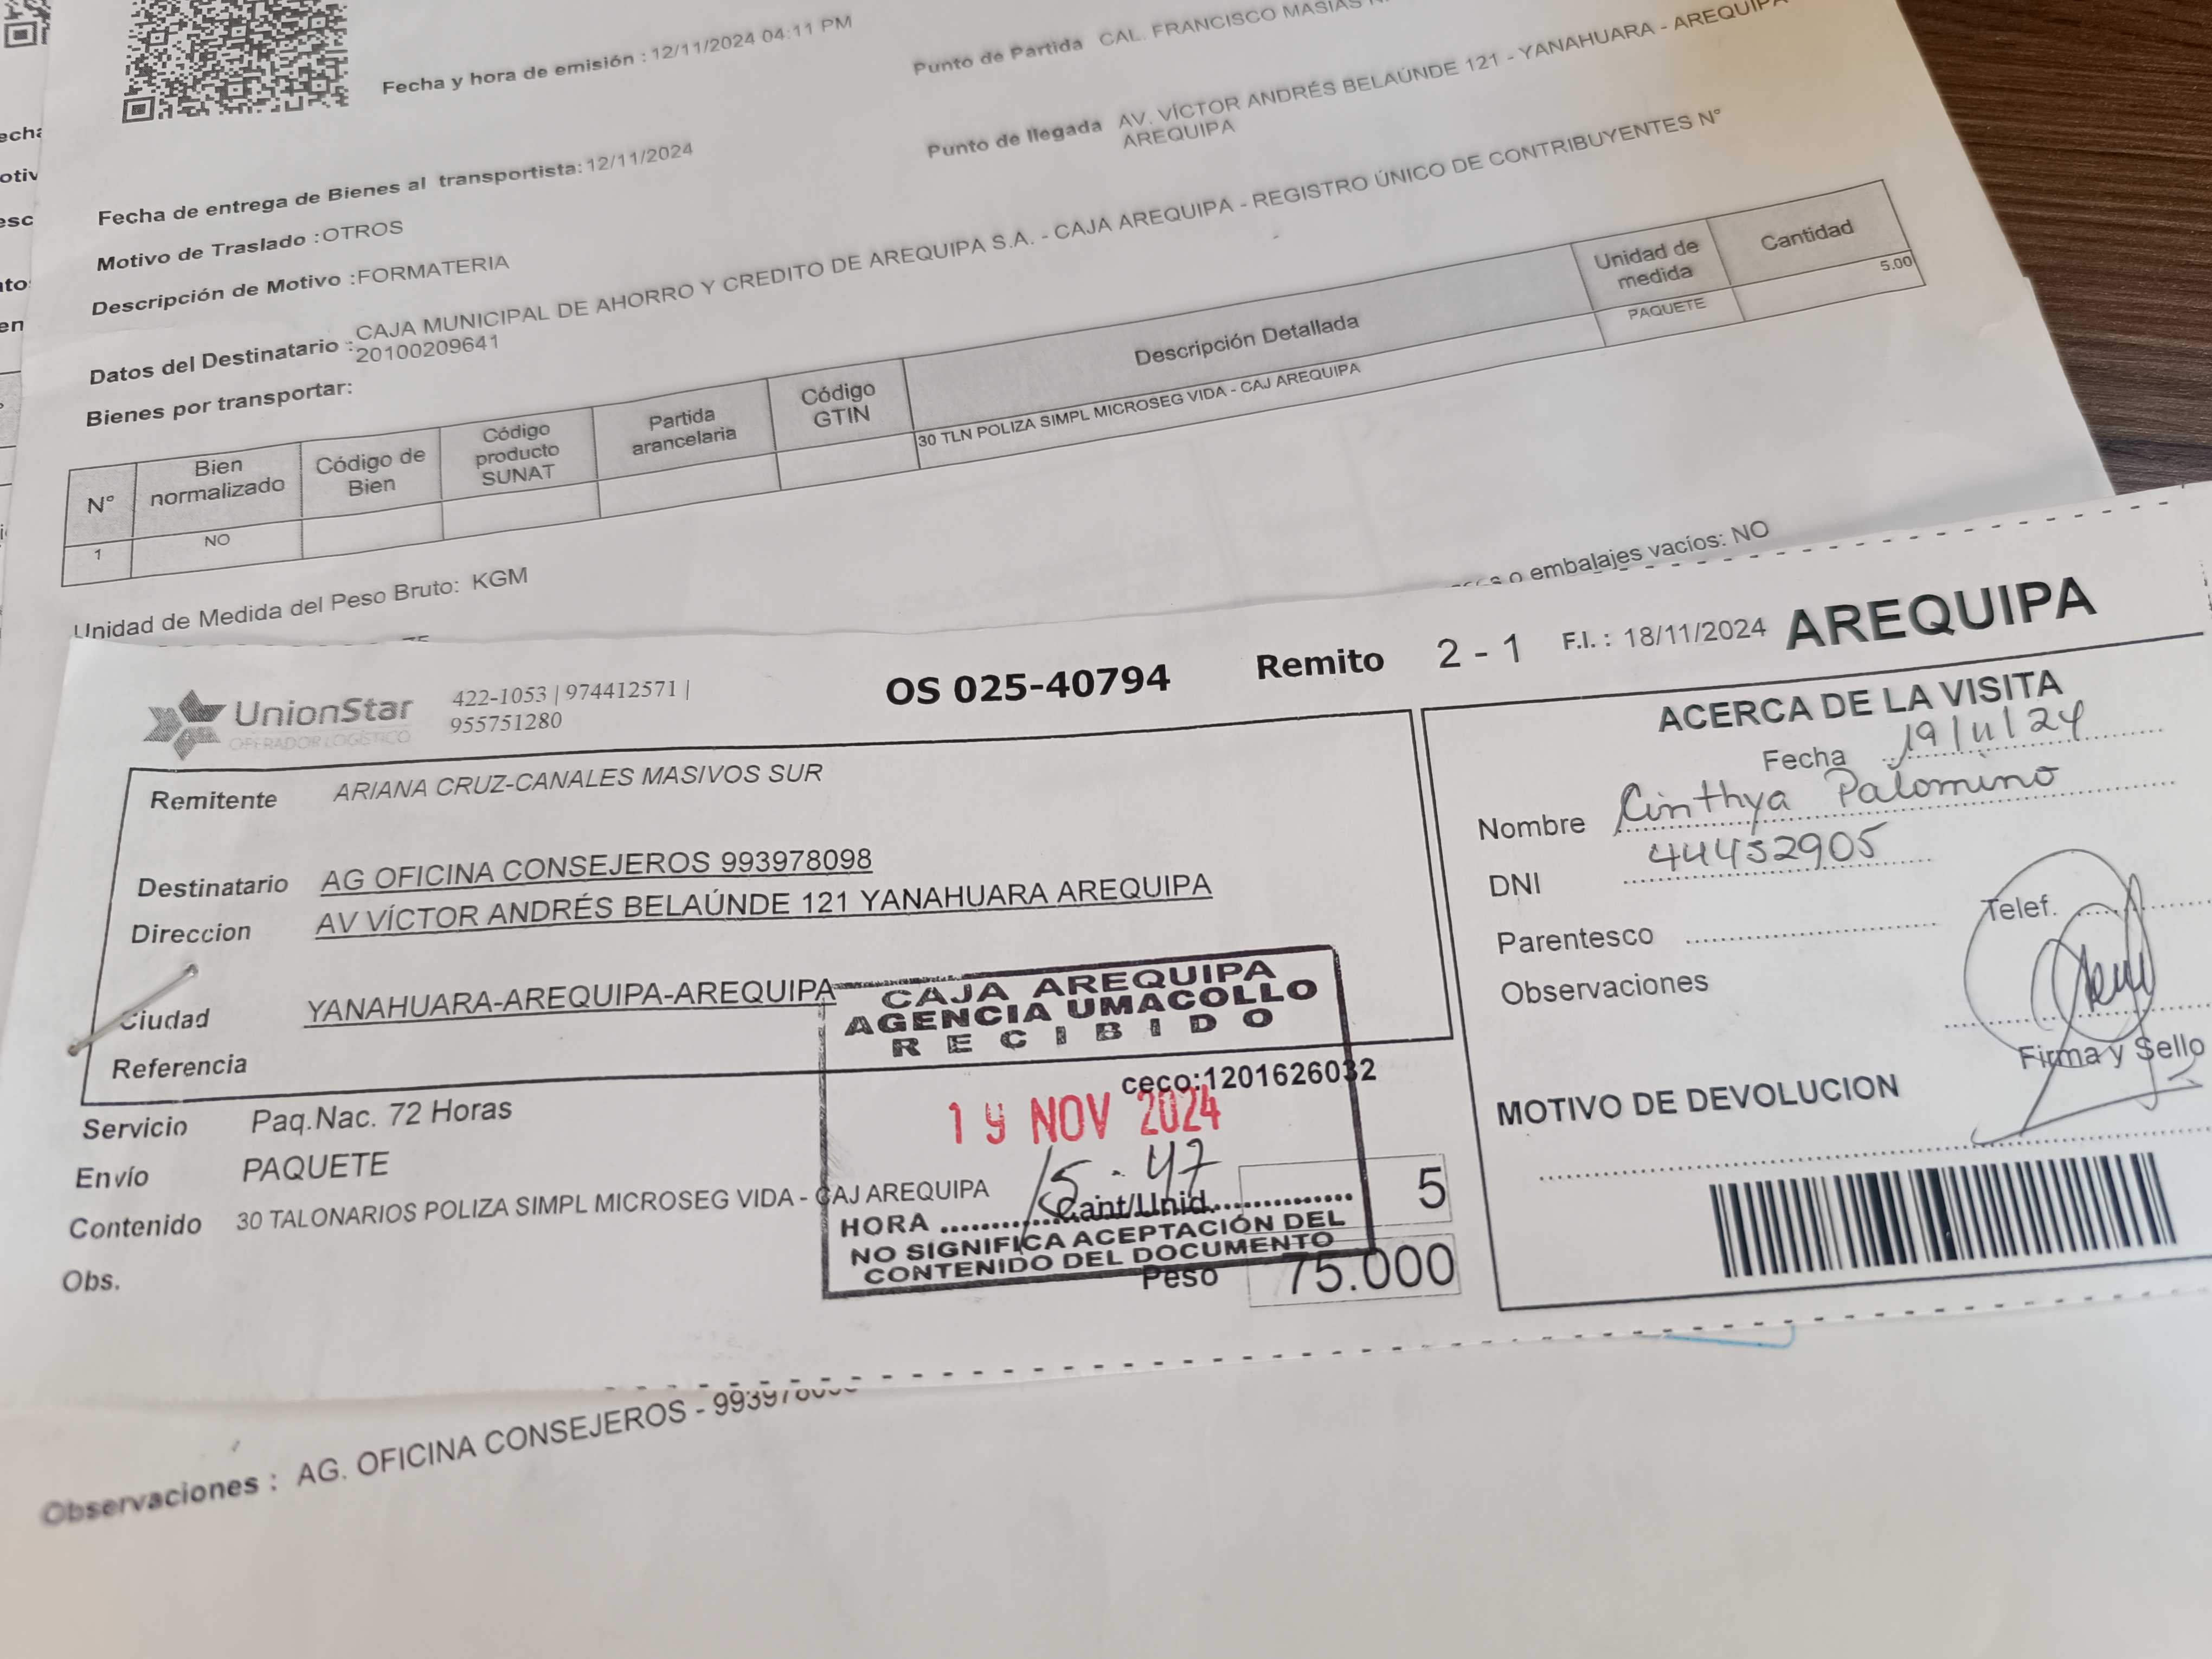 Fecha y hora de emisión : 12/11/2024 04:11 PM
Punto de Partida CAL. FRANCISCO MASIAS
Fecha de entrega de Bienes al transportista: 12/11/2024
Punto de llegada AV. VÍCTOR ANDRÉS BELAÚNDE 121 - YANAHUARA - AREQUIPA
AREQUIPA
Motivo de Traslado :OTROS
Descripción de Motivo :FORMATERIA
Datos del Destinatario : CAJA MUNICIPAL DE AHORRO Y CREDITO DE AREQUIPA S.A. - CAJA AREQUIPA - REGISTRO ÚNICO DE CONTRIBUYENTES N°
20100209641
Bienes por transportar:
N° Bien normalizado Código de Bien Código producto SUNAT Partida arancelaria Código GTIN Descripción Detallada Unidad de medida Cantidad
1 NO 30 TLN POLIZA SIMPL MICROSEG VIDA - CAJ AREQUIPA PAQUETE 5.00
Unidad de Medida del Peso Bruto: KGM
o embalajes vacíos: NO
UnionStar
OPERADOR LOGÍSTICO
422-1053 | 974412571 |
955751280
OS 025-40794 Remito 2 - 1 F.I. : 18/11/2024 AREQUIPA
Remitente ARIANA CRUZ-CANALES MASIVOS SUR
Destinatario AG OFICINA CONSEJEROS 993978098
Direccion AV VÍCTOR ANDRÉS BELAÚNDE 121 YANAHUARA AREQUIPA
Ciudad YANAHUARA-AREQUIPA-AREQUIPA
Referencia
ceco:1201626032
Servicio Paq.Nac. 72 Horas
Envío PAQUETE
Contenido 30 TALONARIOS POLIZA SIMPL MICROSEG VIDA - CAJ AREQUIPA
Obs.
Cant/Unid. 5
Peso 75.000
CAJA AREQUIPA
AGENCIA UMACOLLO
RECIBIDO
19 NOV 2024
HORA 15-47
NO SIGNIFICA ACEPTACIÓN DEL
CONTENIDO DEL DOCUMENTO
ACERCA DE LA VISITA
Fecha 19/11/24
Nombre Cinthya Palomino
DNI 44452905
Parentesco Telef.
Observaciones
Firma y Sello
MOTIVO DE DEVOLUCION
Observaciones : AG. OFICINA CONSEJEROS -